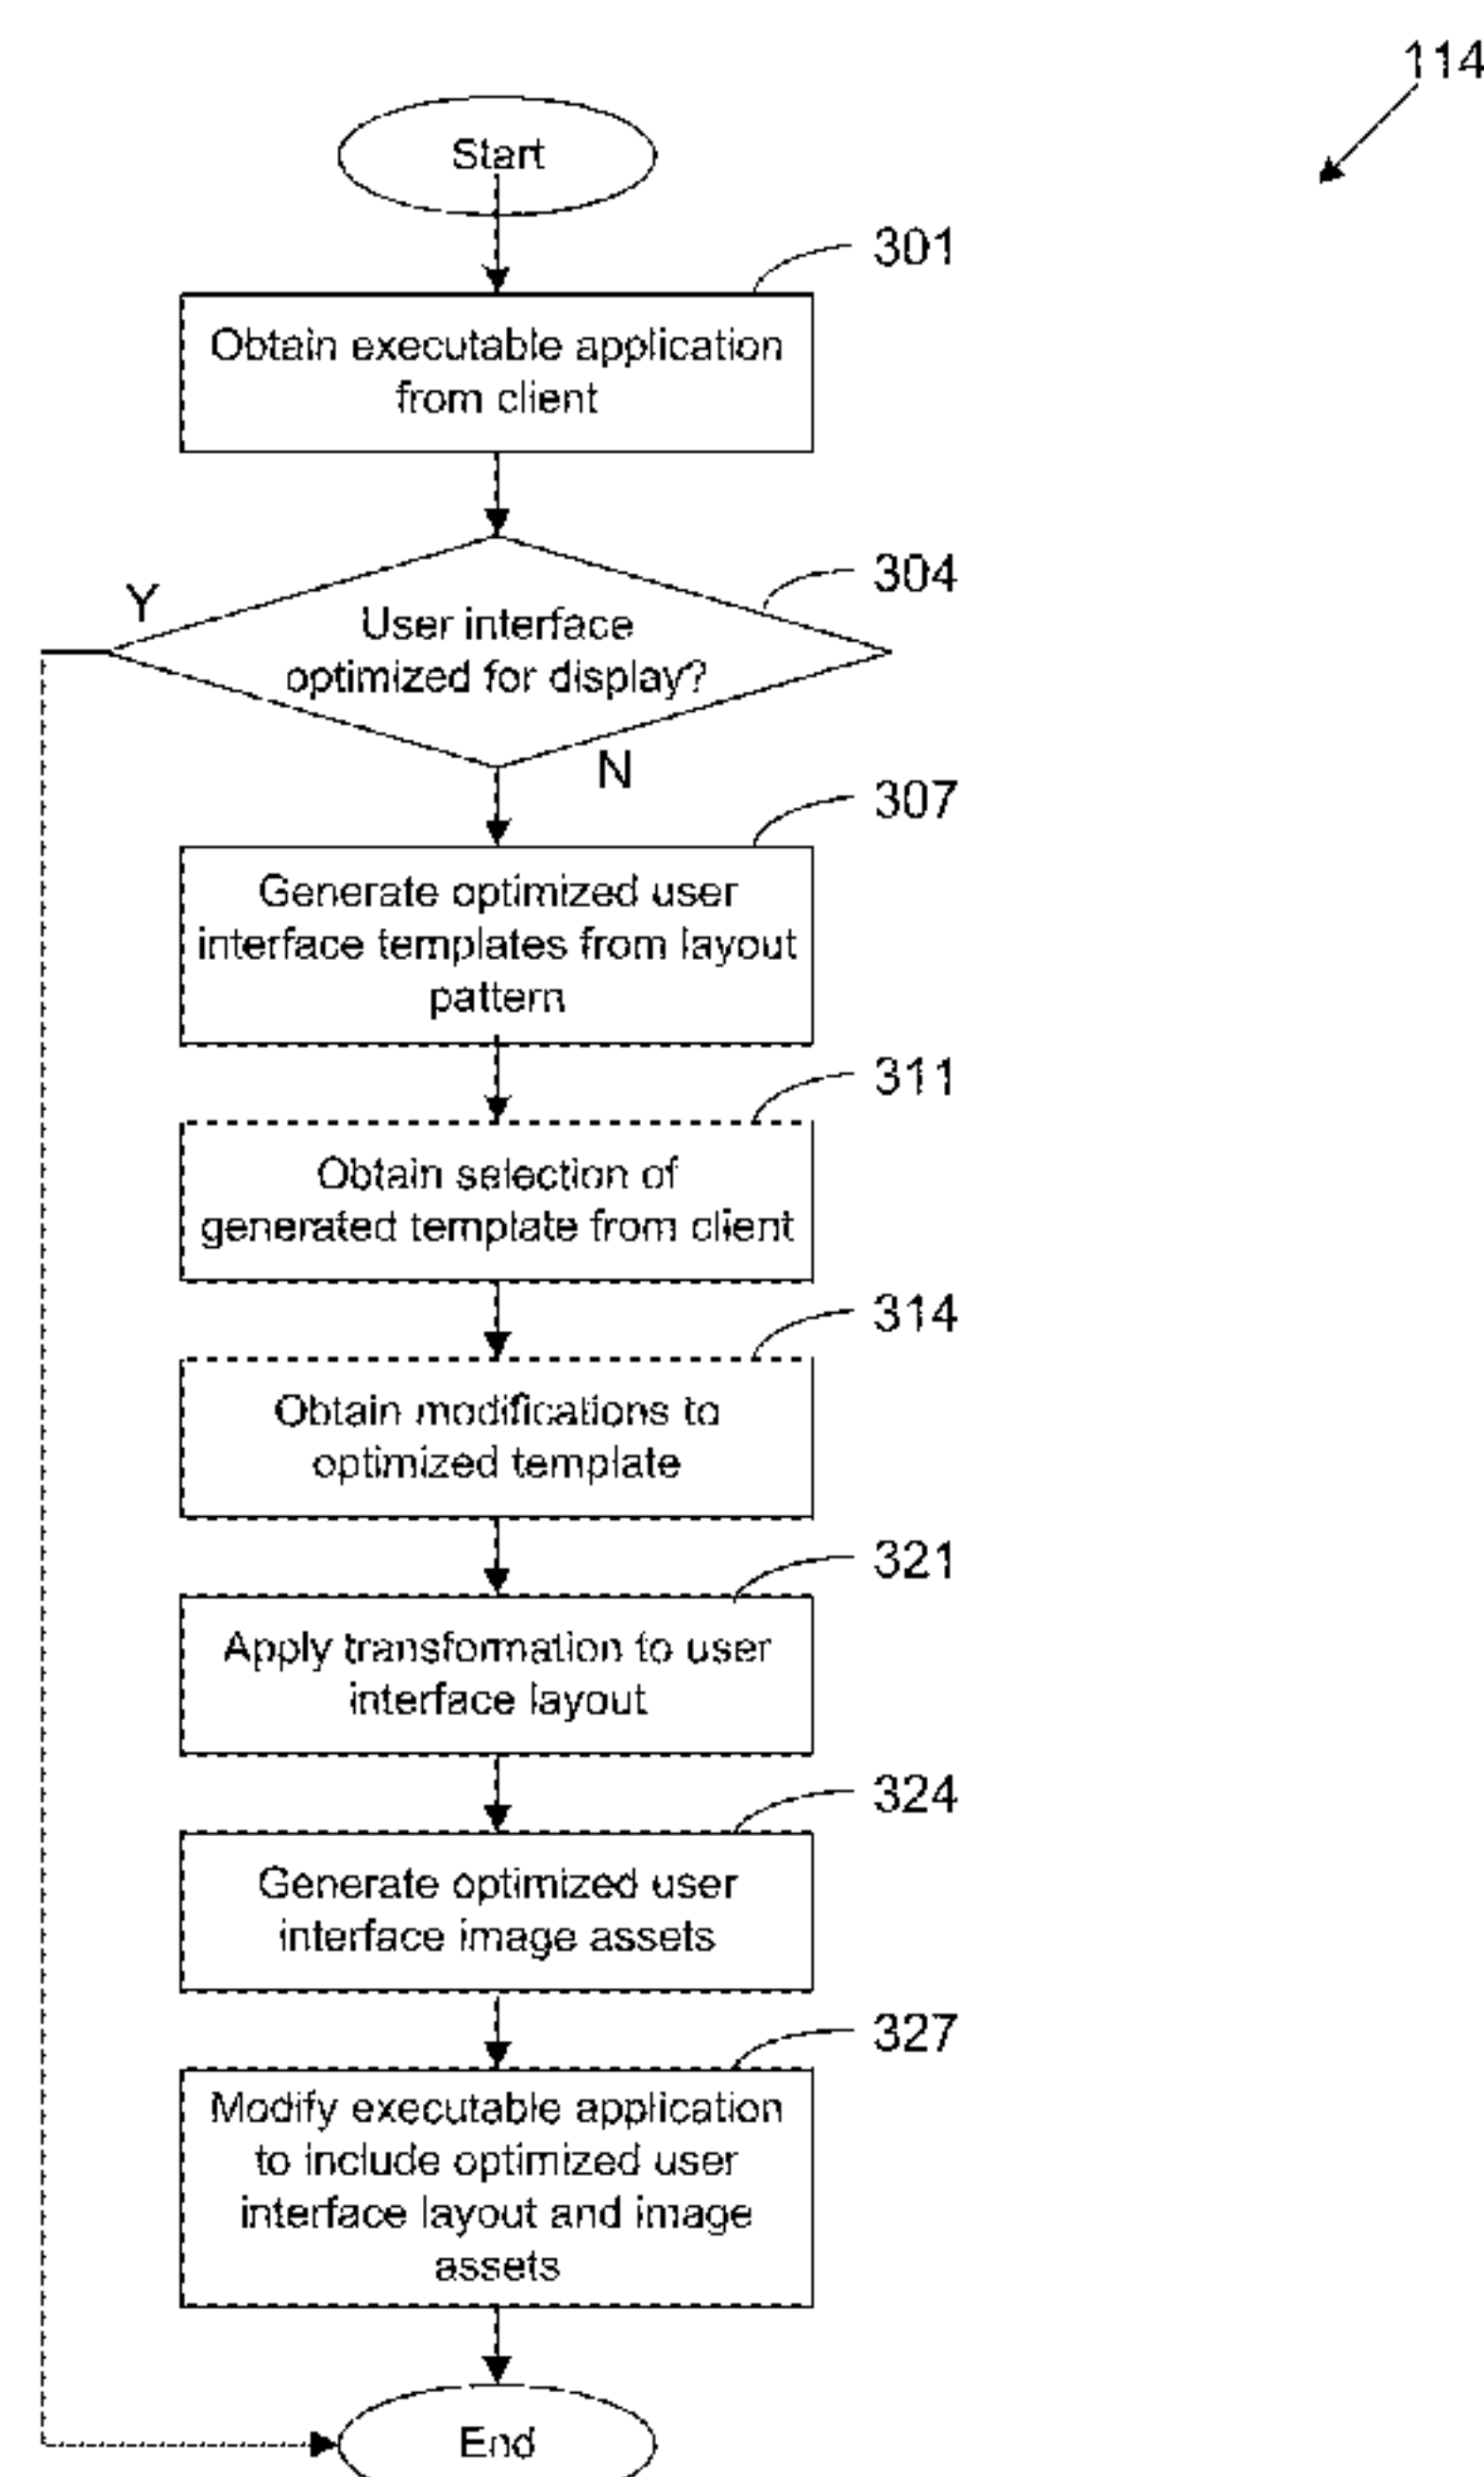 114
Start
301
Obtain executable application
from client
304
Y
User interface
optimized for display?
N
307
Generate optimized user
interface templates from layout
pattern
311
Obtain selection of
generated template from client
314
Obtain modifications to
optimized template
321
Apply transformation to user
interface layout
324
Generate optimized user
interface image assets
327
Modify executable application
to include optimized user
interface layout and image
assets
End